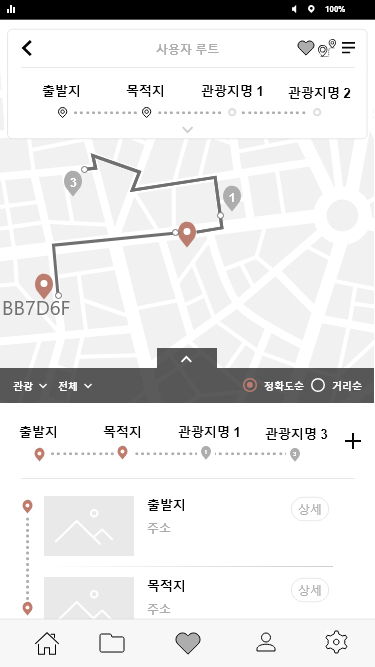 100%
사용자 루트
출발지 목적지 관광지명 1 관광지명 2
3
1
BB7D6F
관광 전체 정확도순 거리순
출발지 목적지 관광지명 1 관광지명 3
1 3
출발지 상세
주소
목적지 상세
주소